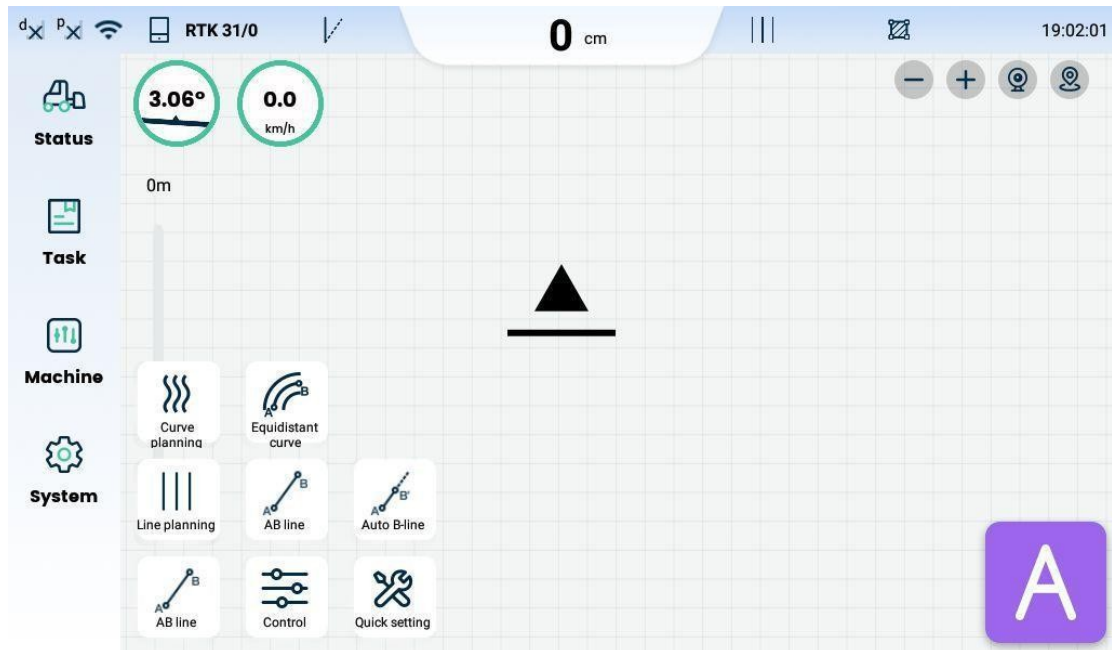 d p RTK 31/0 0 cm 19:02:01
3.06° 0.0
km/h
Status
0m
Task
Machine
Curve
planning
A B
Equidistant
curve
System
Line planning
A B
AB line
A B'
Auto B-line
A B
AB line
Control
Quick setting
A